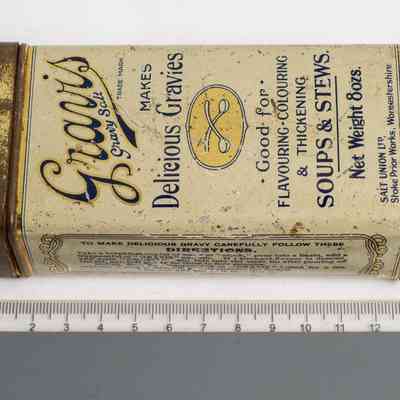 Gravis
Gravy Salt
TRADE MARK
MAKES
Delicious Gravies
Good for
FLAVOURING·COLOURING
& THICKENING
SOUPS & STEWS.
Net Weight 8ozs.
SALT UNION LTD.
Stoke Prior Works, Worcestershire
TO MAKE DELICIOUS GRAVY CAREFULLY FOLLOW THESE
DIRECTIONS.
2 3 4 5 6 7 8 9 10 11 12